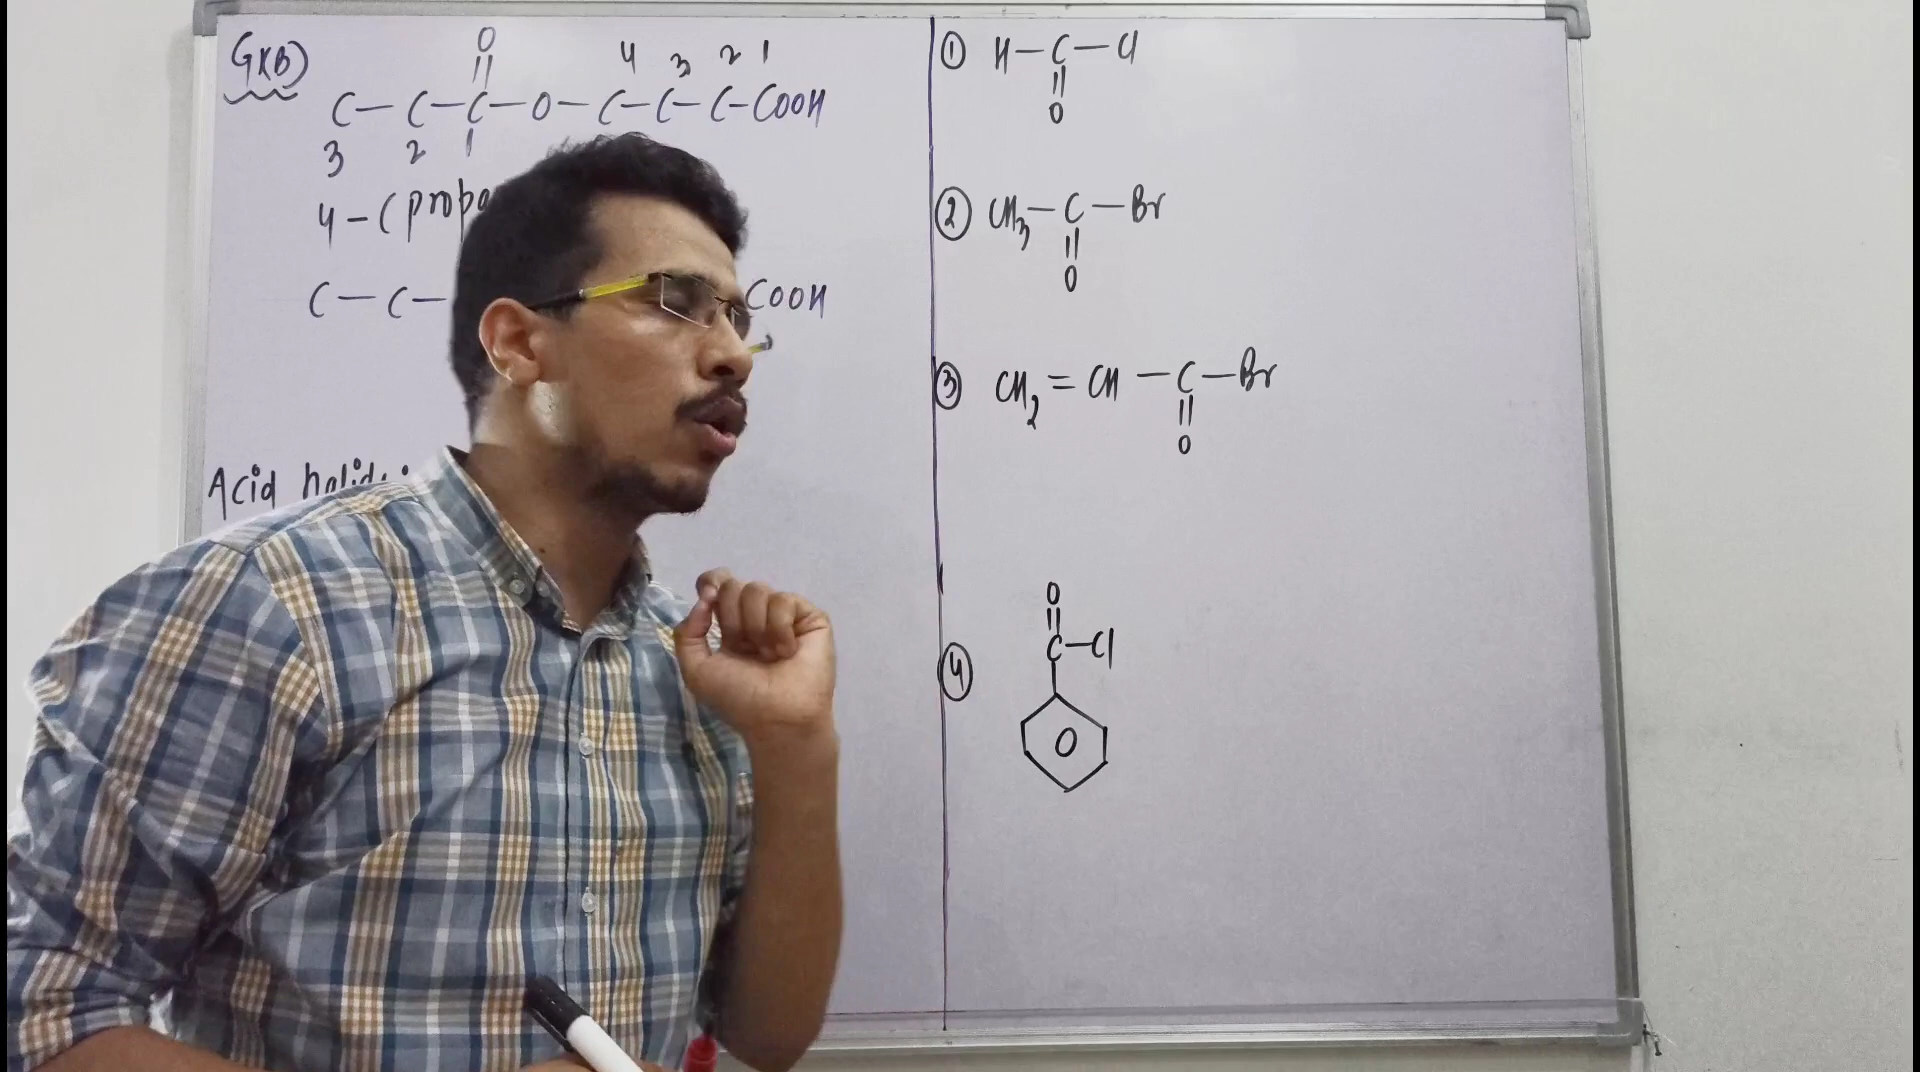 G(B)
O
||
4 3 2 1
C — C — C — O — C — C — C — COOH
3 2 1
4 – (propa
C — C — COOH
Acid halide
① H — C — Cl
||
O
② CH3 — C — Br
||
O
③ CH2 = CH — C — Br
||
O
④
O
||
C — Cl
O